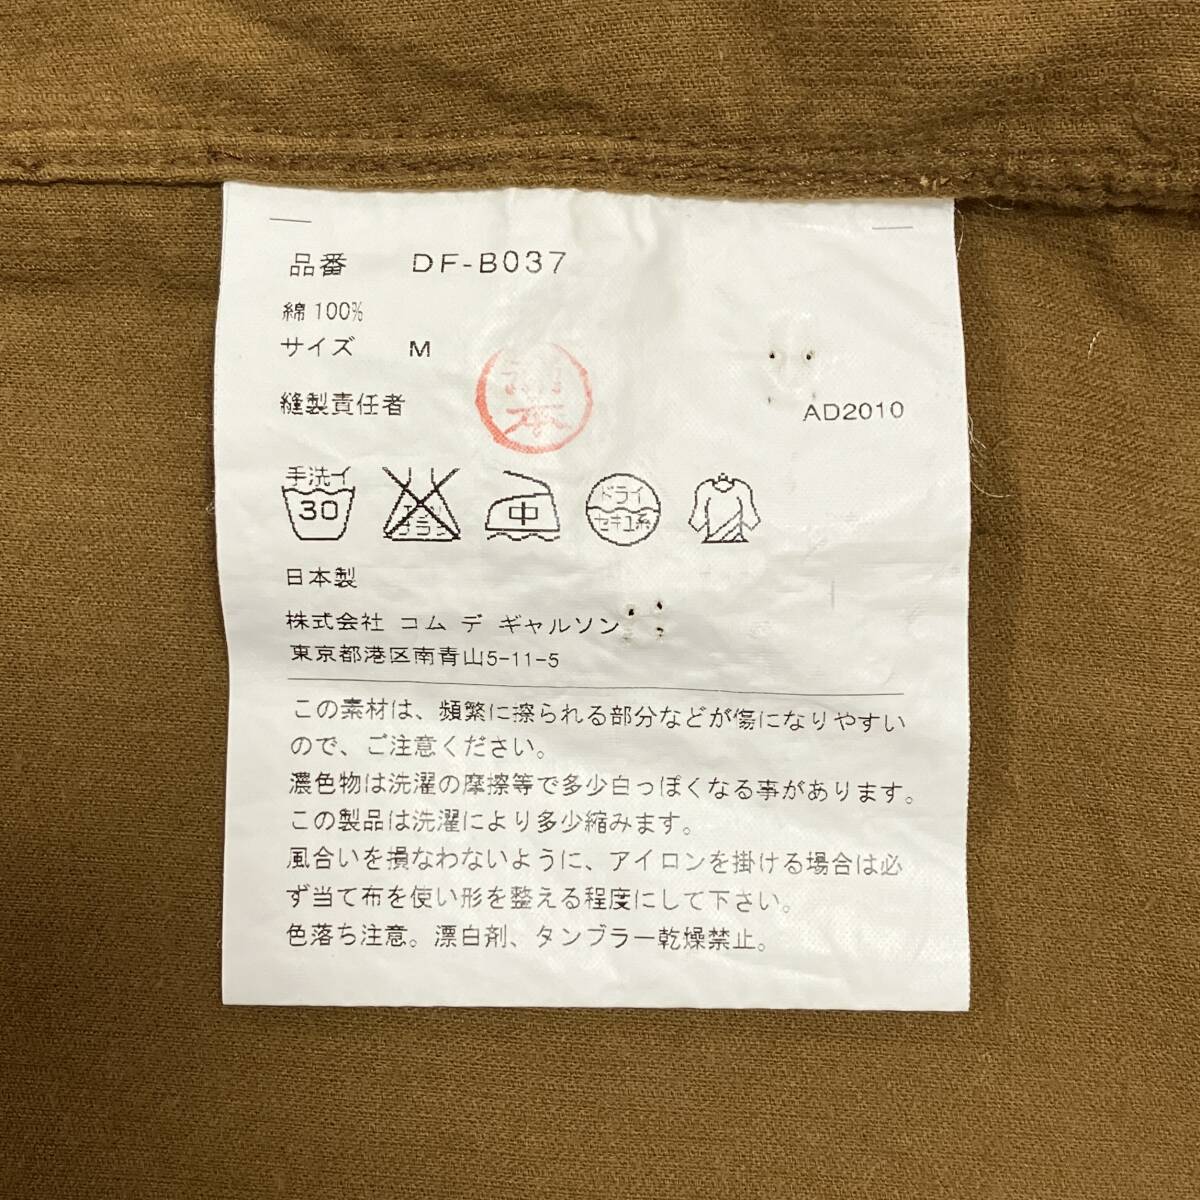 品番 DF-B037
綿 100%
サイズ M
縫製責任者
AD2010
手洗イ
30
中
ドライ
セキユ系
日本製
株式会社 コム デ ギャルソン
東京都港区南青山5-11-5
この素材は、頻繁に擦られる部分などが傷になりやすい
ので、ご注意ください。
濃色物は洗濯の摩擦等で多少白っぽくなる事があります。
この製品は洗濯により多少縮みます。
風合いを損なわないように、アイロンを掛ける場合は必
ず当て布を使い形を整える程度にして下さい。
色落ち注意。漂白剤、タンブラー乾燥禁止。